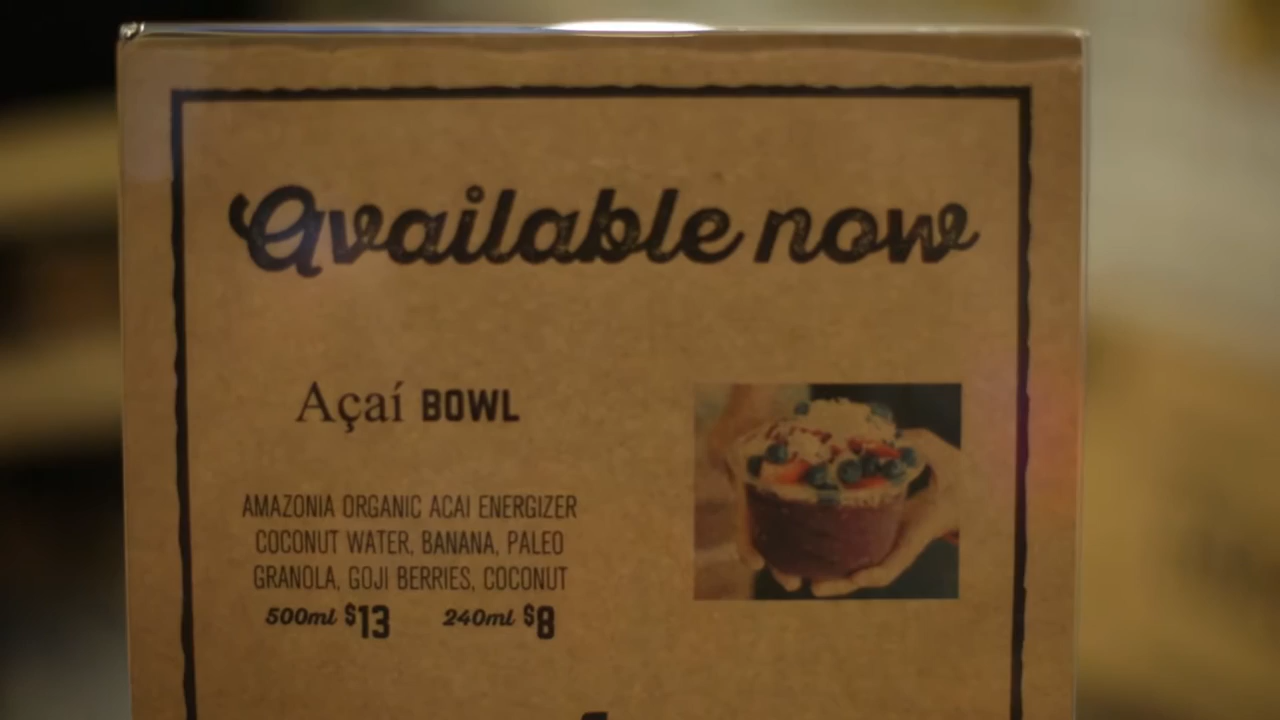 Available now
Açaí BOWL
AMAZONIA ORGANIC ACAI ENERGIZER
COCONUT WATER, BANANA, PALEO
GRANOLA, GOJI BERRIES, COCONUT
500ml $13 240ml $8